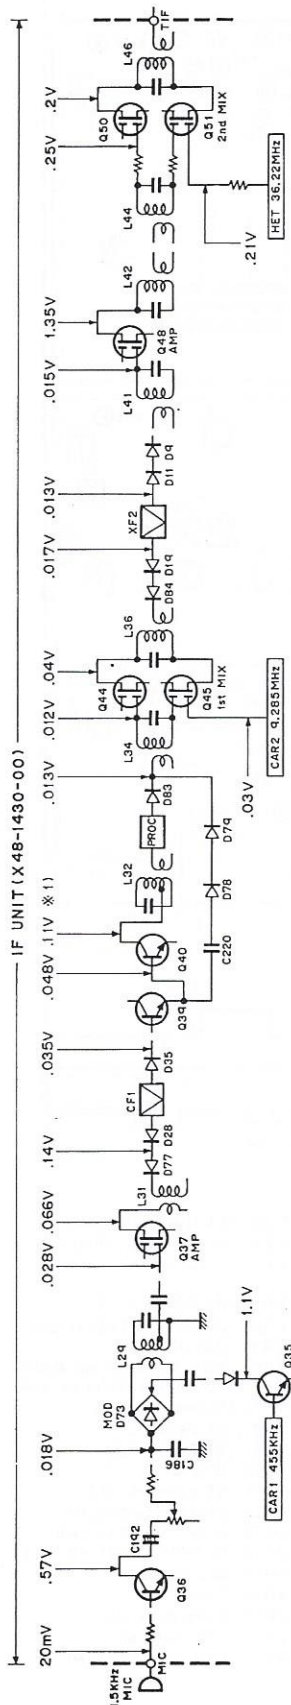 IF UNIT (X48-1430-00)
20mV
.57V
.018V
.028V
.066V
.14V
.035V
.048V
.11V ※1)
.013V
.012V
.04V
.017V
.013V
.015V
1.35V
.25V
.2V
1.5KHz
MIC
MIC
Q36
C192
C186
MOD
D73
L29
Q37
AMP
L31
D77
D28
CF1
D35
Q39
Q40
L32
PROC
D83
L34
Q44
L36
D84
D19
XF2
D11
D9
L41
Q48
AMP
L42
L44
Q50
L46
TIF
CAR1 455KHz
Q35
1.1V
C220
D78
D79
Q45
1st MIX
.03V
CAR2 9.285MHz
Q51
2nd MIX
.21V
HET 36.22MHz